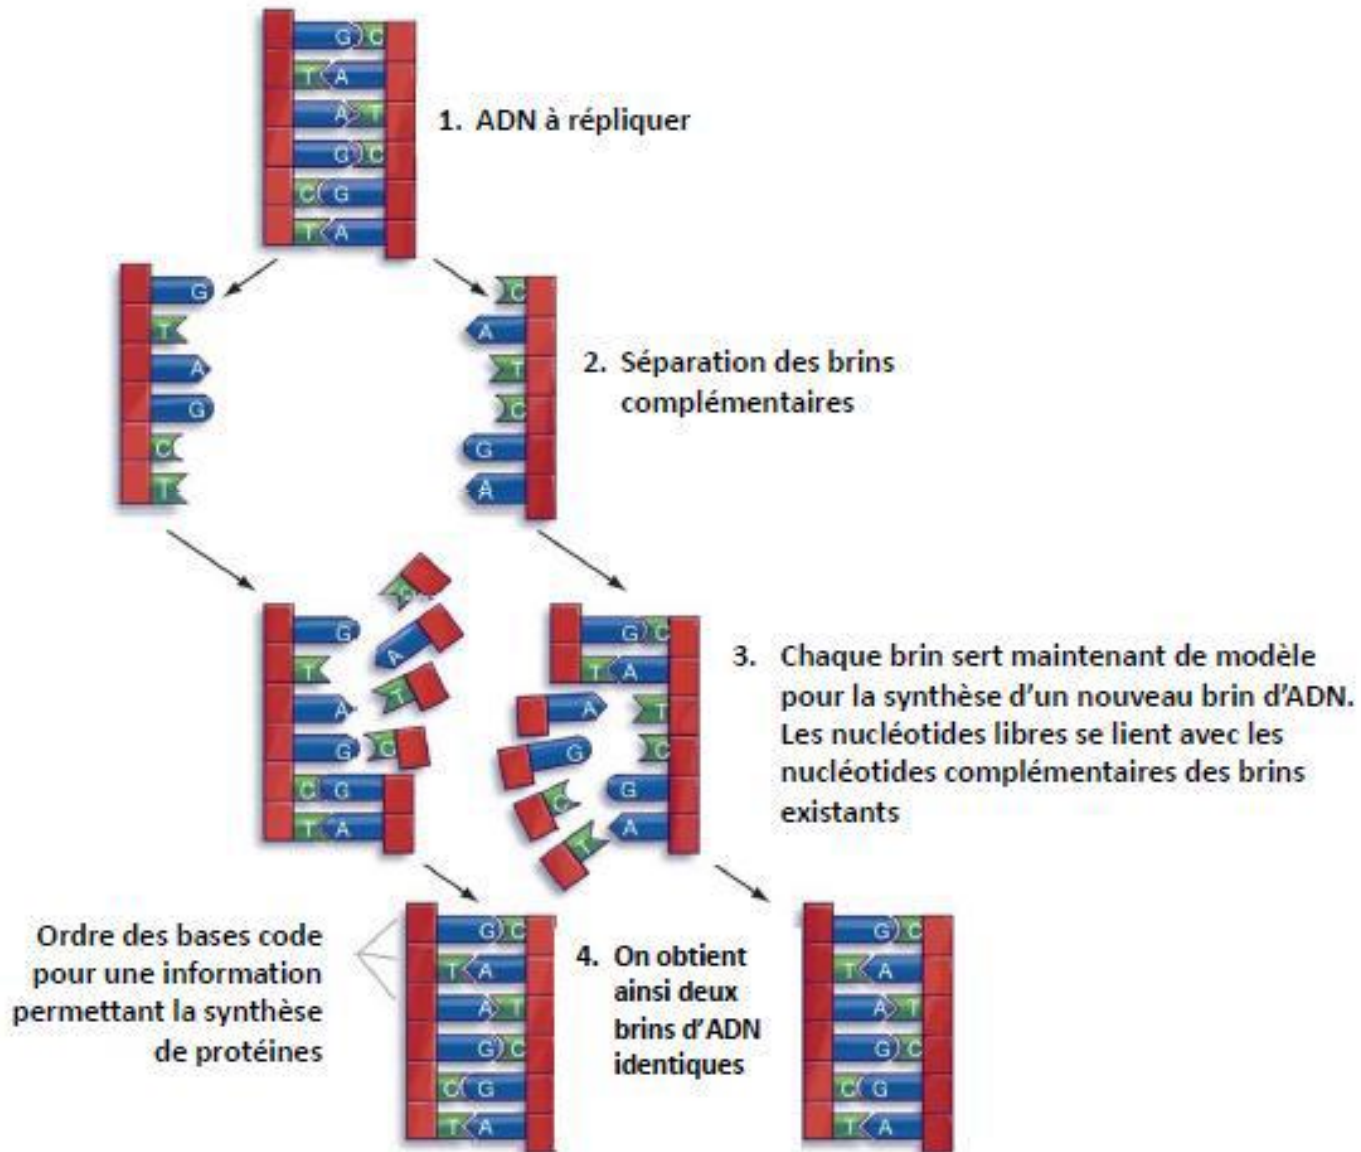 G C
T A
A T
G C
C G
T A
1. ADN à répliquer
G C
T A
A T
G C
C G
T A
2. Séparation des brins
complémentaires
C
A
T
C
G G C
T T A
A A T
G G C
C G C G
T A T A
3. Chaque brin sert maintenant de modèle
pour la synthèse d'un nouveau brin d'ADN.
Les nucléotides libres se lient avec les
nucléotides complémentaires des brins
existants
A
G
C
T
Ordre des bases code
pour une information
permettant la synthèse
de protéines
G C
T A
A T
G C
C G
T A
4. On obtient
ainsi deux
brins d'ADN
identiques
G C
T A
A T
G C
C G
T A